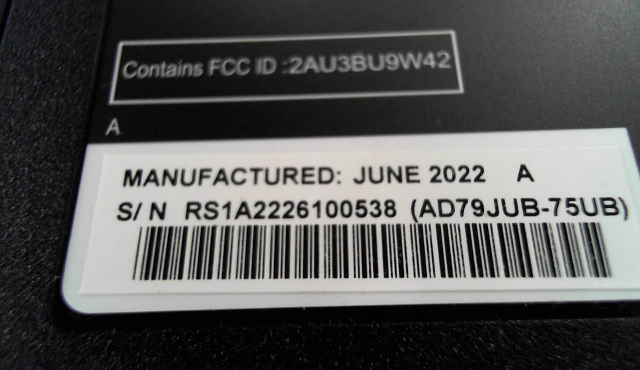 Contains FCC ID :2AU3BU9W42
A
MANUFACTURED: JUNE 2022 A
S/N RS1A2226100538 (AD79JUB-75UB)